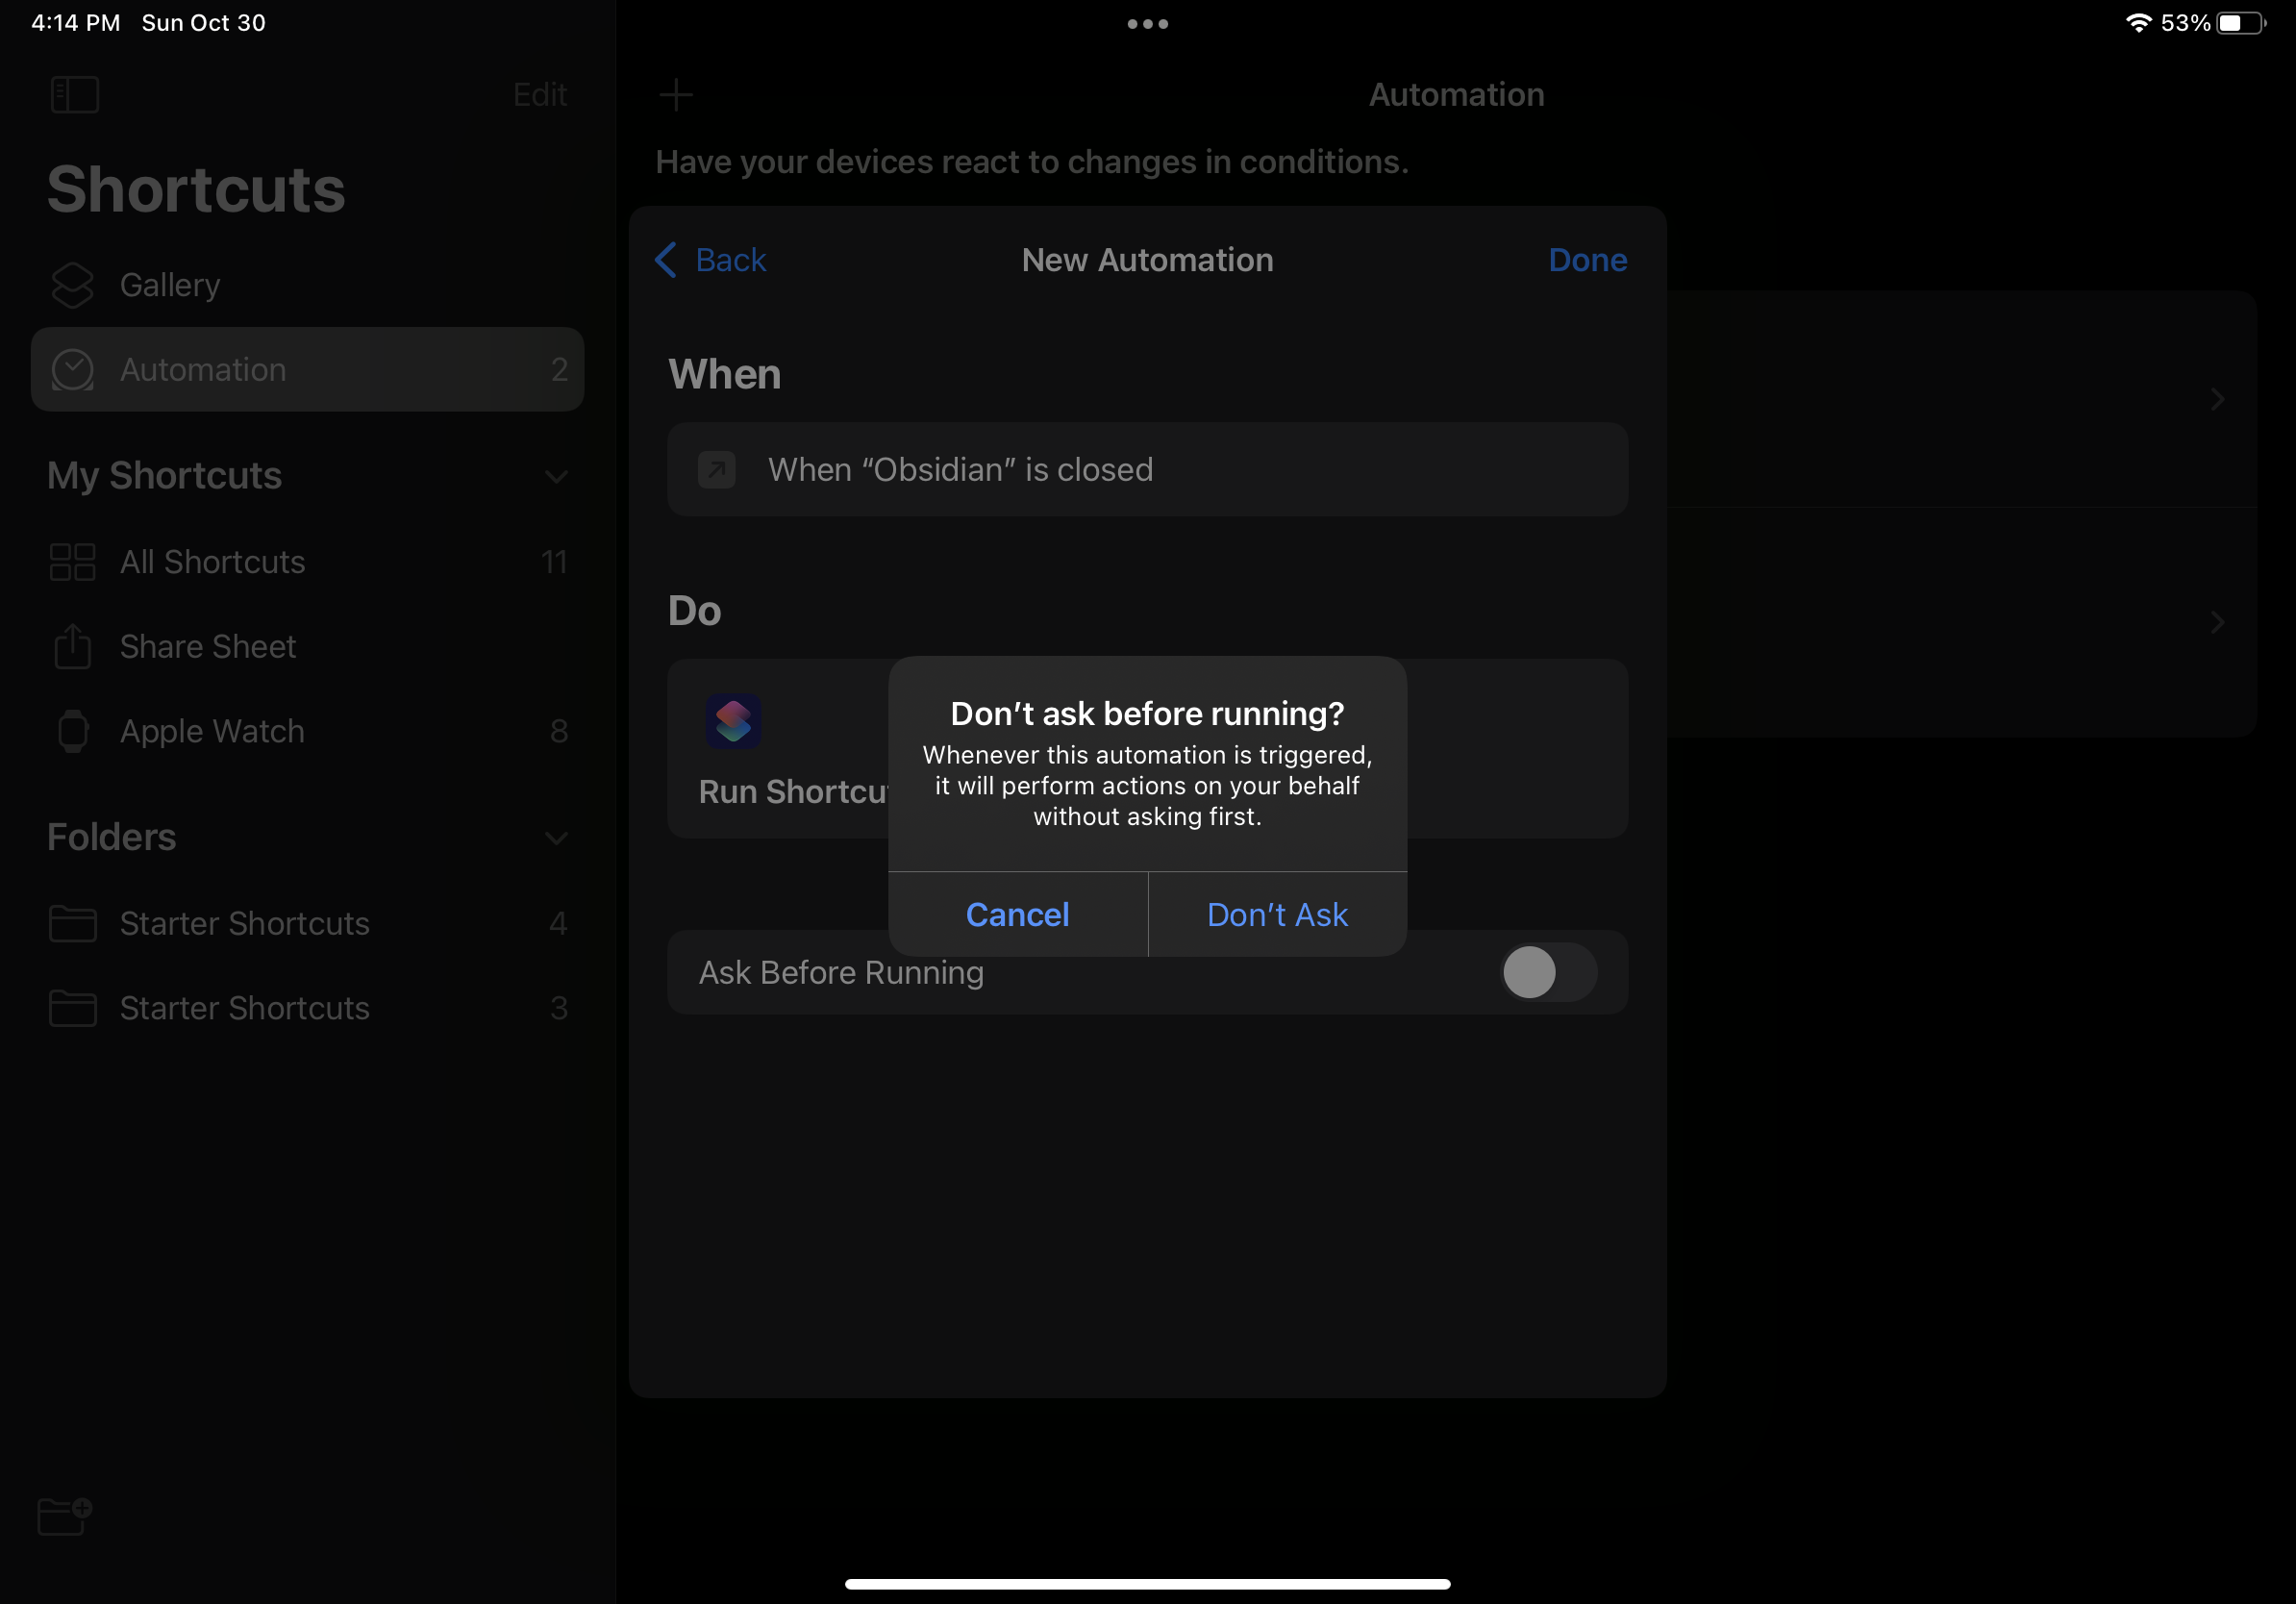 4:14 PM Sun Oct 30
53%
Edit
Shortcuts
Gallery
Automation 2
My Shortcuts
All Shortcuts 11
Share Sheet
Apple Watch 8
Folders
Starter Shortcuts 4
Starter Shortcuts 3
Automation
Have your devices react to changes in conditions.
Back New Automation Done
When
When “Obsidian” is closed
Do
Run Shortcu
Don’t ask before running?
Whenever this automation is triggered,
it will perform actions on your behalf
without asking first.
Cancel Don’t Ask
Ask Before Running